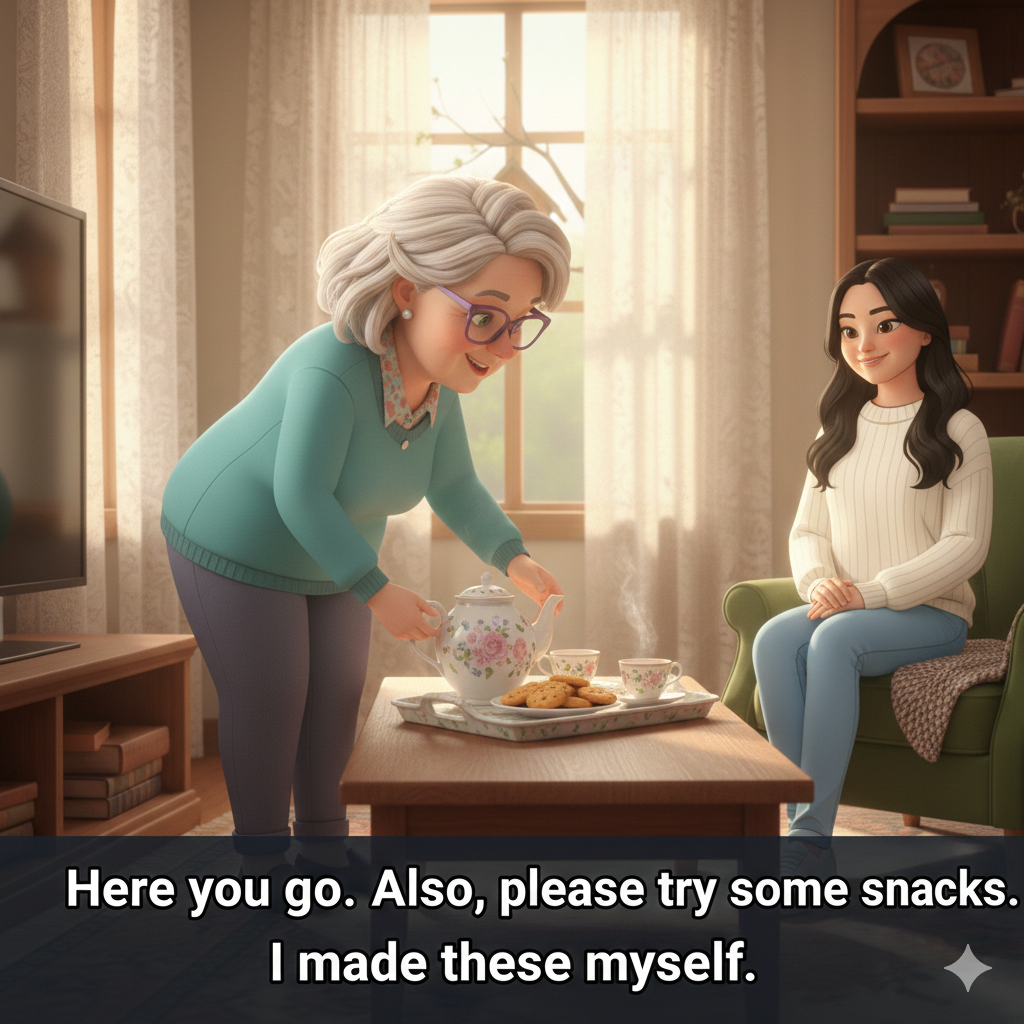 Here you go. Also, please try some snacks.
I made these myself.